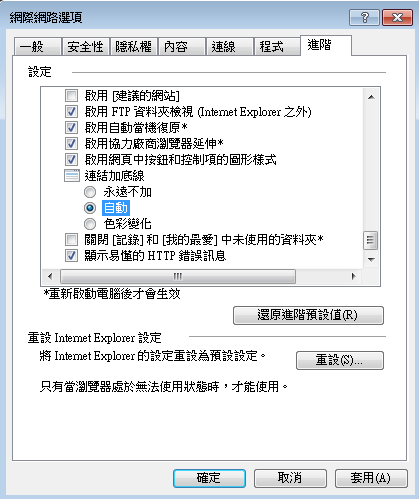 網際網路選項
一般 安全性 隱私權 內容 連線 程式 進階
設定
啟用 [建議的網站]
啟用 FTP 資料夾檢視 (Internet Explorer 之外)
啟用自動當機復原*
啟用協力廠商瀏覽器延伸*
啟用網頁中按鈕和控制項的圖形樣式
連結加底線
永遠不加
自動
色彩變化
關閉 [記錄] 和 [我的最愛] 中未使用的資料夾*
顯示易懂的 HTTP 錯誤訊息
*重新啟動電腦後才會生效
還原進階預設值(R)
重設 Internet Explorer 設定
將 Internet Explorer 的設定重設為預設設定。
重設(S)...
只有當瀏覽器處於無法使用狀態時，才能使用。
確定 取消 套用(A)